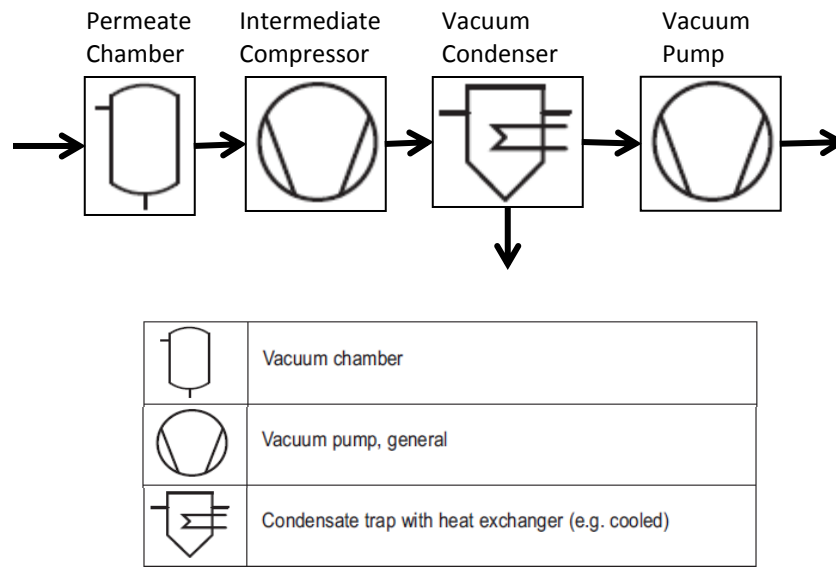 Permeate Chamber
Intermediate Compressor
Vacuum Condenser
Vacuum Pump
Vacuum chamber
Vacuum pump, general
Condensate trap with heat exchanger (e.g. cooled)